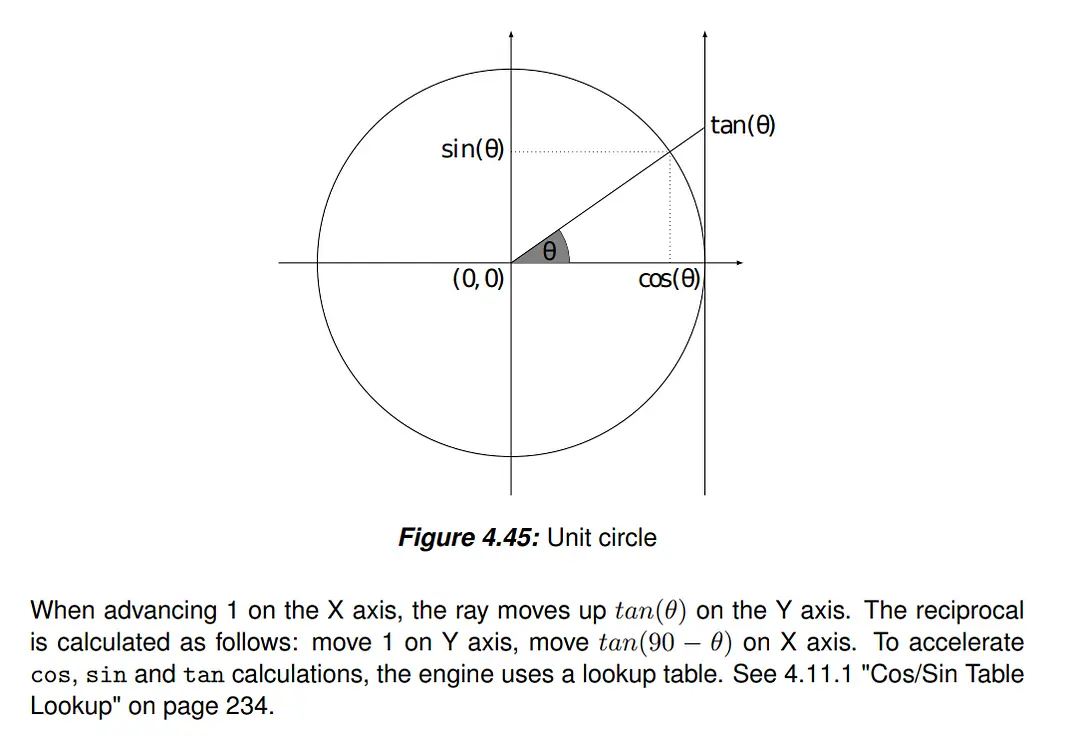 tan(θ)
sin(θ)
θ
(0, 0)
cos(θ)
Figure 4.45: Unit circle
When advancing 1 on the X axis, the ray moves up tan(θ) on the Y axis. The reciprocal
is calculated as follows: move 1 on Y axis, move tan(90 − θ) on X axis. To accelerate
cos, sin and tan calculations, the engine uses a lookup table. See 4.11.1 "Cos/Sin Table
Lookup" on page 234.